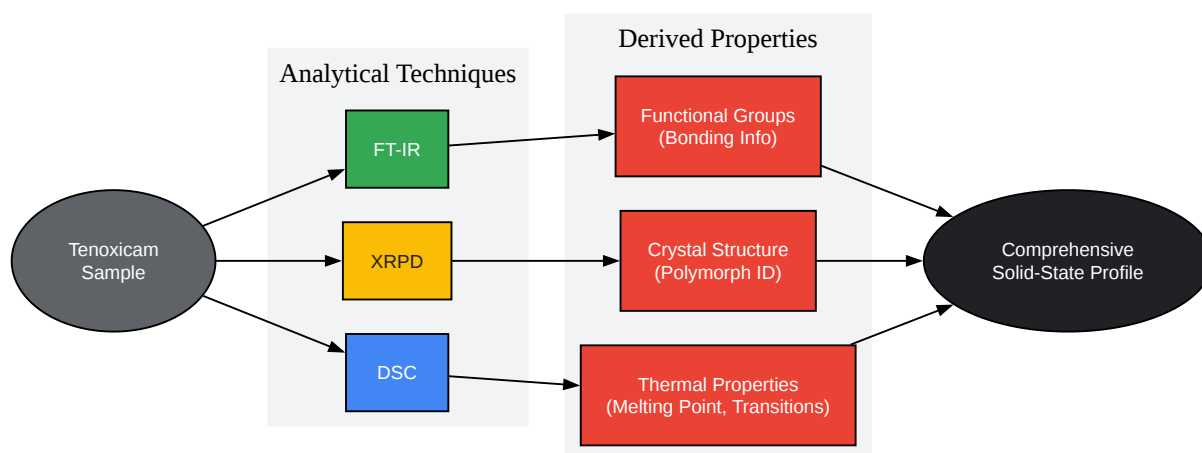 Derived Properties
Analytical Techniques
Functional Groups
(Bonding Info)
FT-IR
Tenoxicam
Sample
XRPD
Crystal Structure
(Polymorph ID)
Comprehensive
Solid-State Profile
DSC
Thermal Properties
(Melting Point, Transitions)